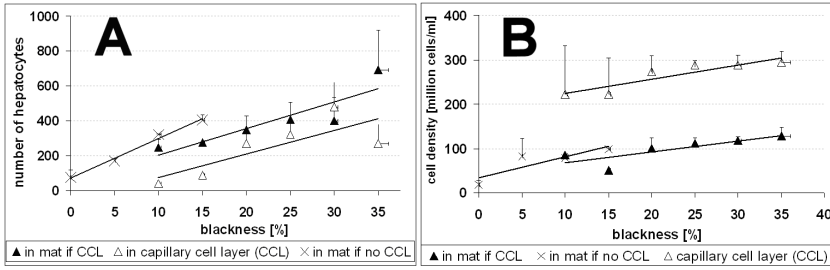 A
number of hepatocytes
1000
800
600
400
200
0
0 5 10 15 20 25 30 35
blackness [%]
in mat if CCL in capillary cell layer (CCL) in mat if no CCL
B
cell density [million cells/ml]
400
300
200
100
0
0 5 10 15 20 25 30 35 40
blackness [%]
in mat if CCL in mat if no CCL capillary cell layer (CCL)